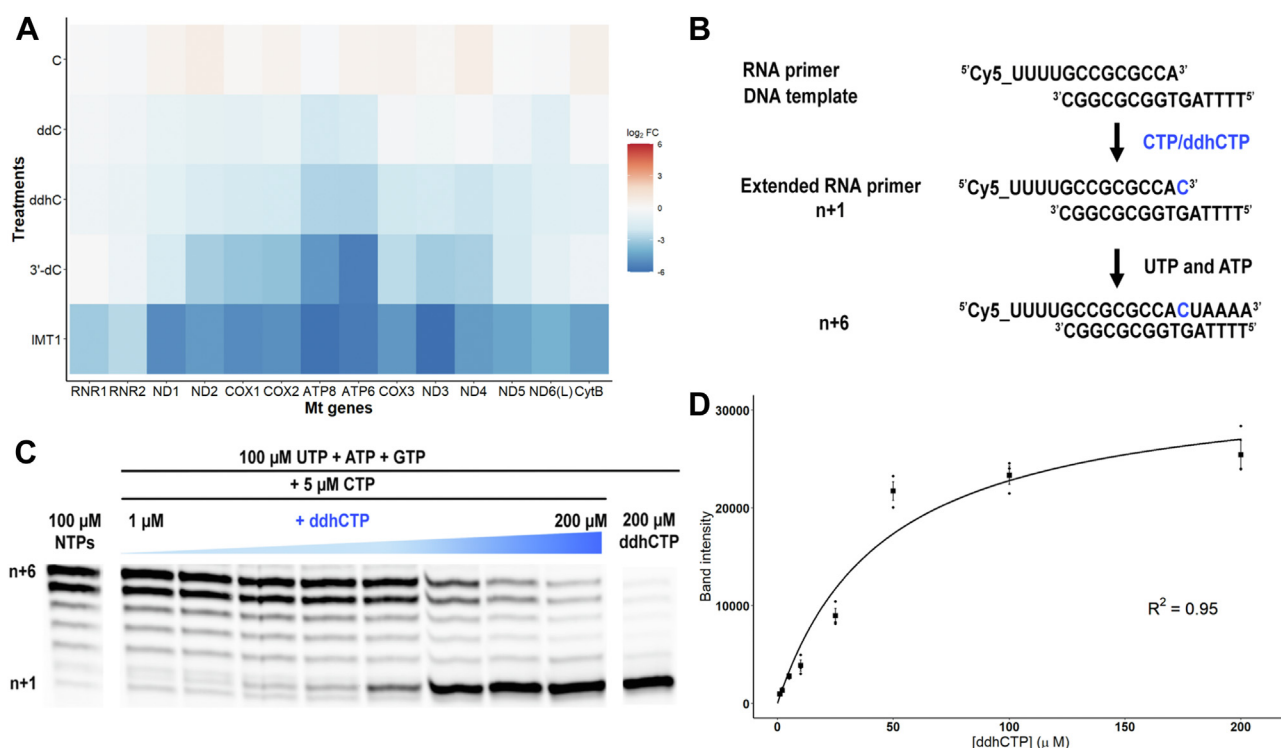 A
Treatments
C
ddC
ddhC
3'-dC
IMT1
RNR1 RNR2 ND1 ND2 COX1 COX2 ATP8 ATP6 COX3 ND3 ND4 ND5 ND6(L) CytB
Mt genes
log2 FC
6
3
0
-3
-6
B
RNA primer
5'Cy5_UUUUGCCGCGCCA3'
DNA template
3'CGGCGCGGTGATTTT5'
CTP/ddhCTP
Extended RNA primer
n+1
5'Cy5_UUUUGCCGCGCCAC3'
3'CGGCGCGGTGATTTT5'
UTP and ATP
n+6
5'Cy5_UUUUGCCGCGCCACUAAAA3'
3'CGGCGCGGTGATTTT5'
C
100 µM UTP + ATP + GTP
+ 5 µM CTP
100 µM
NTPs
1 µM
+ ddhCTP
200 µM
200 µM
ddhCTP
n+6
n+1
D
Band intensity
30000
20000
10000
0
R2 = 0.95
0 50 100 150 200
[ddhCTP] (µ M)